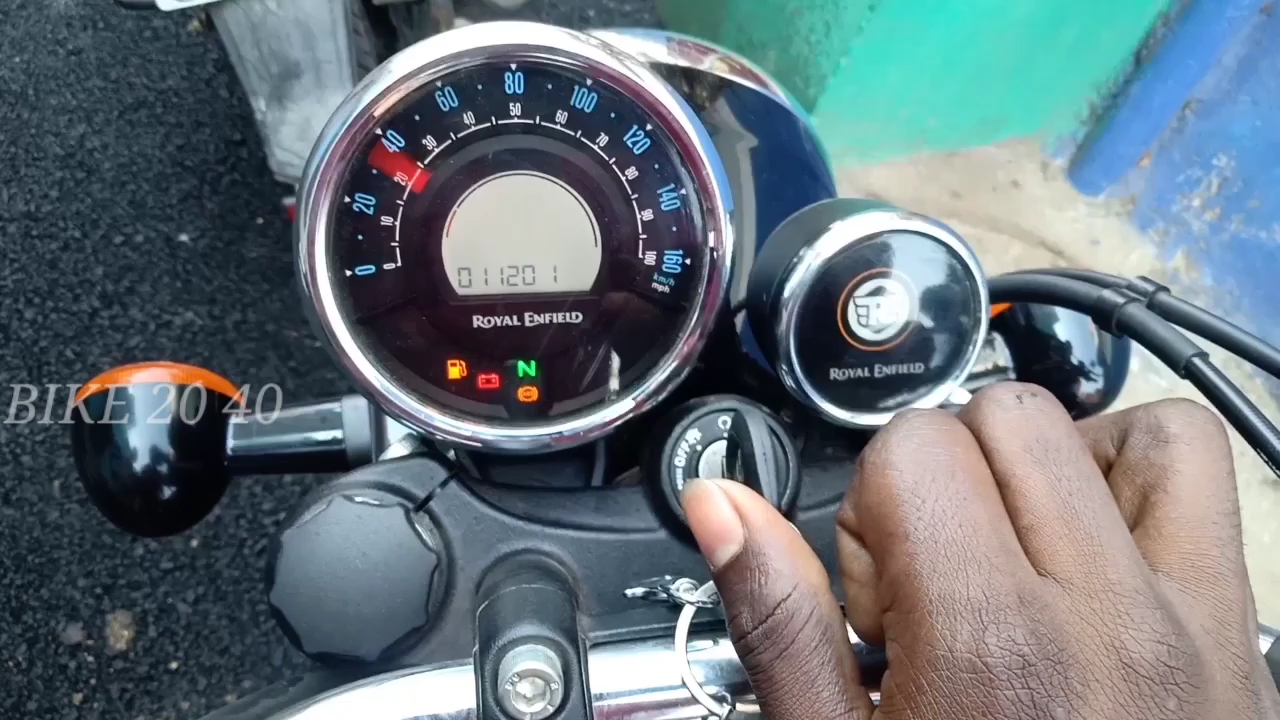 0 20 40 60 80 100 120 140 160
0 10 20 30 40 50 60 70 80 90 100
km/h
mph
011201
ROYAL ENFIELD
N
ROYAL ENFIELD
OFF
BIKE 20 40